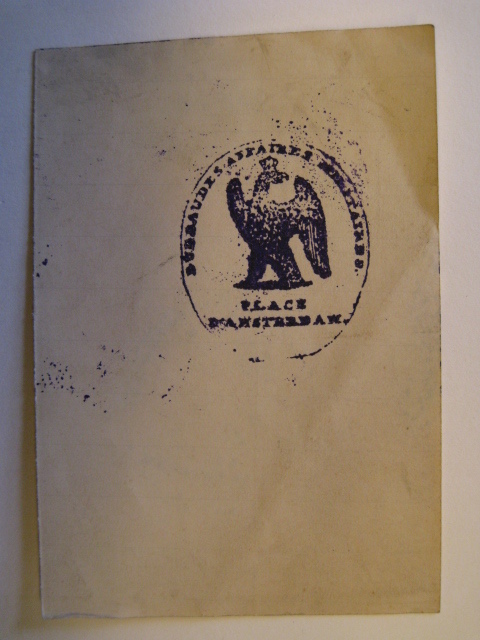 BUREAU DES AFFAIRES MILITAIRES.
PLACE
D'AMSTERDAM.